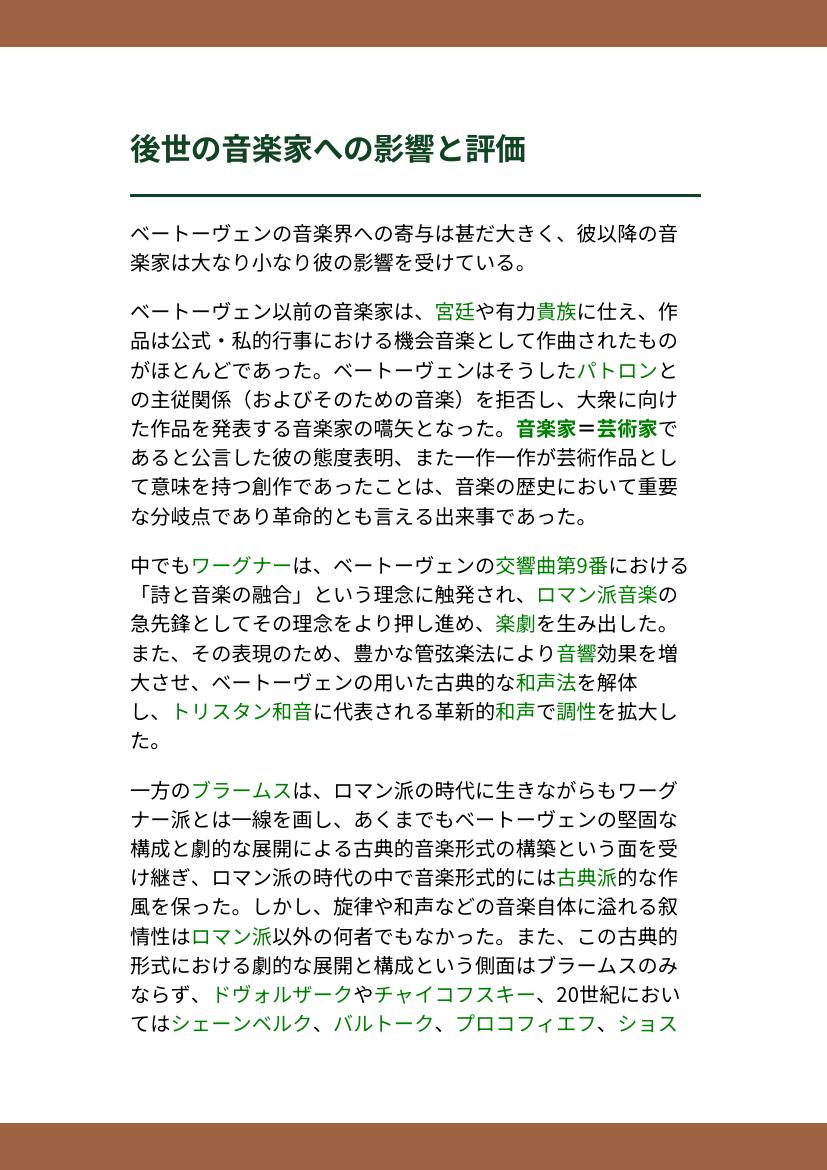 後世の音楽家への影響と評価
ベートーヴェンの音楽界への寄与は甚だ大きく、彼以降の音
楽家は大なり小なり彼の影響を受けている。
ベートーヴェン以前の音楽家は、宮廷や有力貴族に仕え、作
品は公式・私的行事における機会音楽として作曲されたもの
がほとんどであった。ベートーヴェンはそうしたパトロンと
の主従関係（およびそのための音楽）を拒否し、大衆に向け
た作品を発表する音楽家の嚆矢となった。音楽家＝芸術家で
あると公言した彼の態度表明、また一作一作が芸術作品とし
て意味を持つ創作であったことは、音楽の歴史において重要
な分岐点であり革命的とも言える出来事であった。
中でもワーグナーは、ベートーヴェンの交響曲第9番における
「詩と音楽の融合」という理念に触発され、ロマン派音楽の
急先鋒としてその理念をより押し進め、楽劇を生み出した。
また、その表現のため、豊かな管弦楽法により音響効果を増
大させ、ベートーヴェンの用いた古典的な和声法を解体
し、トリスタン和音に代表される革新的和声で調性を拡大し
た。
一方のブラームスは、ロマン派の時代に生きながらもワーグ
ナー派とは一線を画し、あくまでもベートーヴェンの堅固な
構成と劇的な展開による古典的音楽形式の構築という面を受
け継ぎ、ロマン派の時代の中で音楽形式的には古典派的な作
風を保った。しかし、旋律や和声などの音楽自体に溢れる叙
情性はロマン派以外の何者でもなかった。また、この古典的
形式における劇的な展開と構成という側面はブラームスのみ
ならず、ドヴォルザークやチャイコフスキー、20世紀におい
てはシェーンベルク、バルトーク、プロコフィエフ、ショス